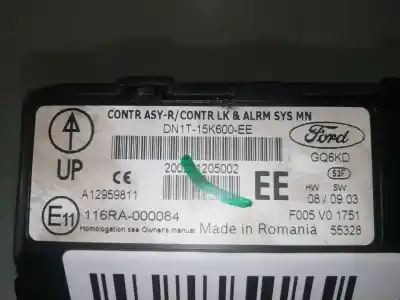 CONTR ASY-R/CONTR LK & ALRM SYS MN
DN1T-15K600-EE
Ford
UP
CE
GQ6KD
53F
A12959811
EE
HW SW
08 / 09.03
E11
116RA-000084
F005 V0 1751
Homologation see Owners manual
Made in Romania
55328